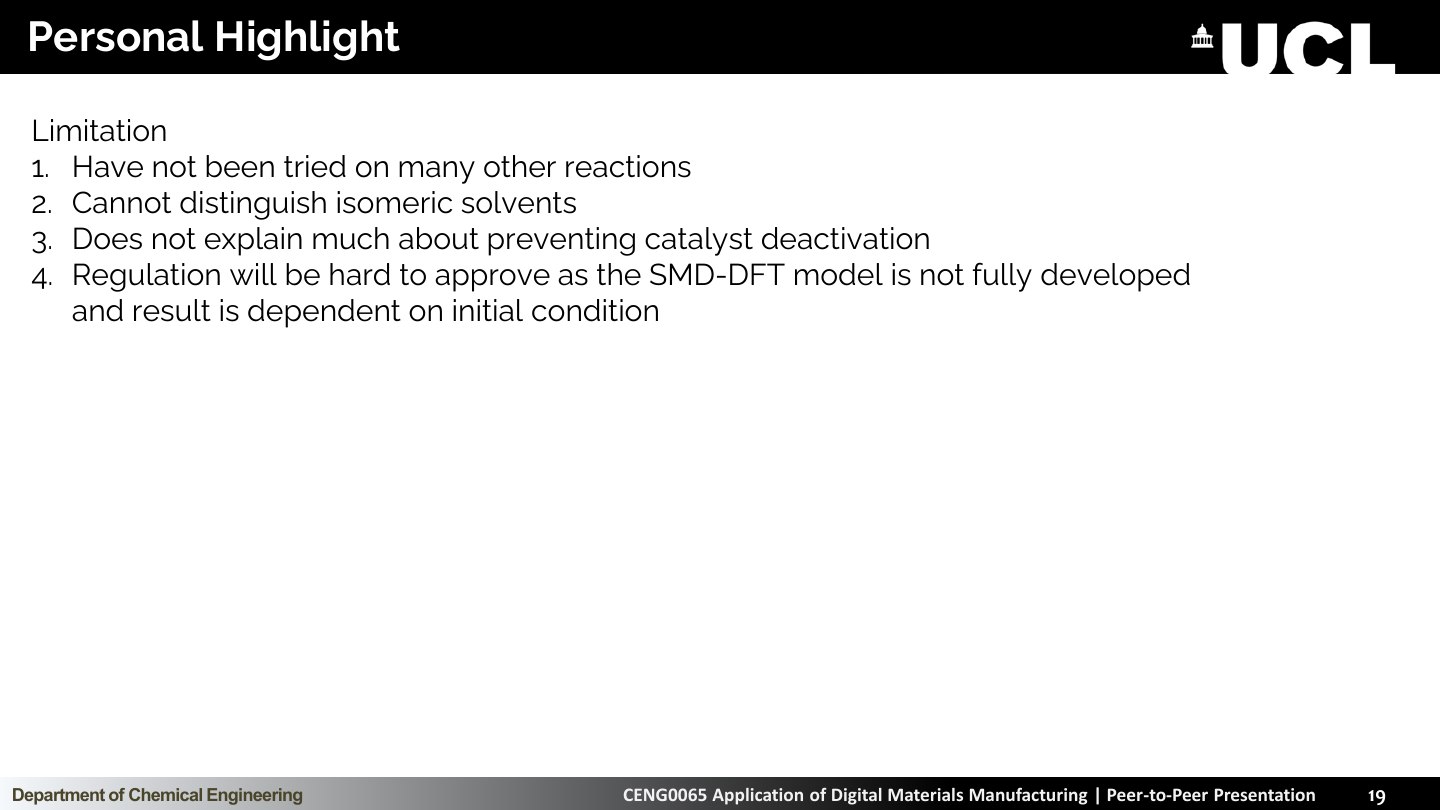 Personal Highlight
UCL
Limitation
1. Have not been tried on many other reactions
2. Cannot distinguish isomeric solvents
3. Does not explain much about preventing catalyst deactivation
4. Regulation will be hard to approve as the SMD-DFT model is not fully developed
and result is dependent on initial condition
Department of Chemical Engineering
CENG0065 Application of Digital Materials Manufacturing | Peer-to-Peer Presentation
19